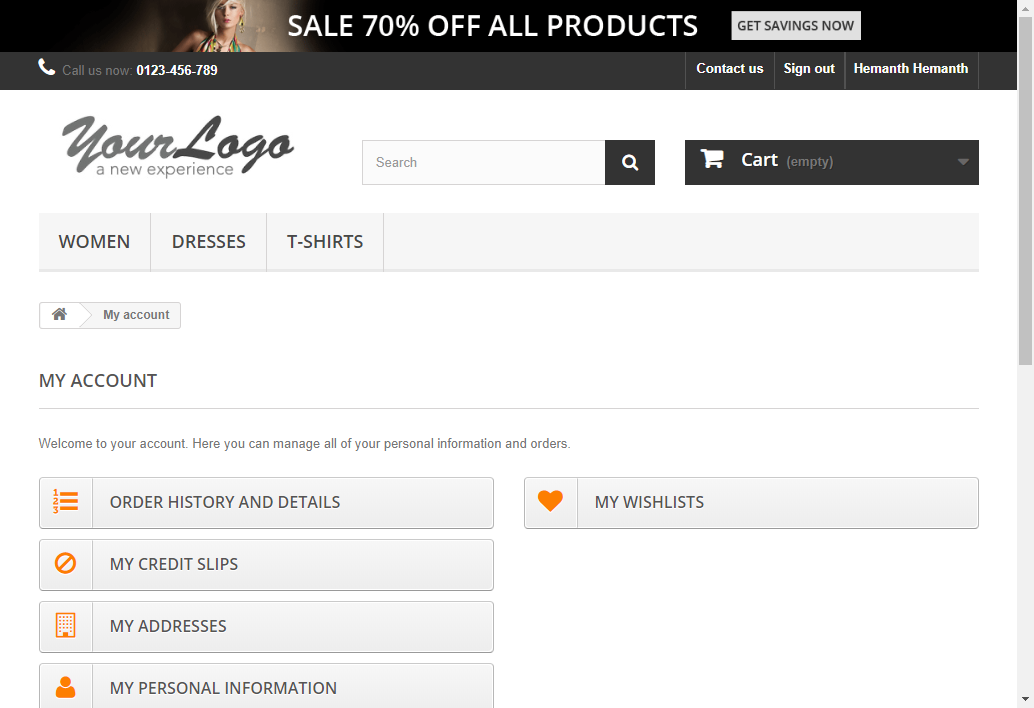 SALE 70% OFF ALL PRODUCTS GET SAVINGS NOW
Call us now: 0123-456-789 Contact us Sign out Hemanth Hemanth
YourLogo
a new experience
Search
Cart (empty)
WOMEN DRESSES T-SHIRTS
My account
MY ACCOUNT
Welcome to your account. Here you can manage all of your personal information and orders.
1 2 3 ORDER HISTORY AND DETAILS
MY WISHLISTS
MY CREDIT SLIPS
MY ADDRESSES
MY PERSONAL INFORMATION